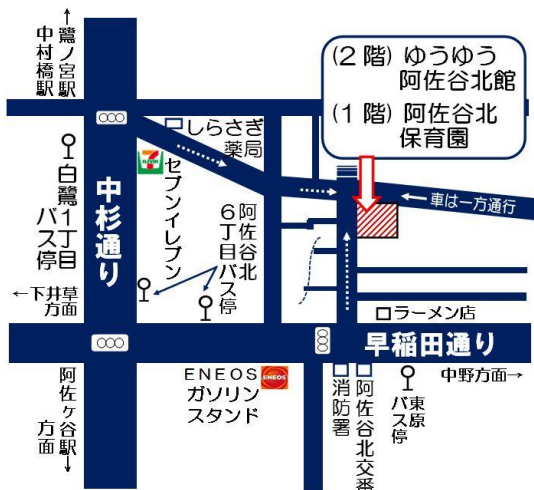 ↑
鷺ノ宮駅
中村橋駅
(2階) ゆうゆう
阿佐谷北館
(1階) 阿佐谷北
保育園
しらさぎ
薬局
7
ELEVEN
セブンイレブン
白鷺1丁目
バス停
中杉通り
阿佐谷北
6丁目バス停
←車は一方通行
←下井草
方面
ラーメン店
早稲田通り
中野方面→
ENEOS
ガソリン
スタンド
ENEOS
消防署
阿佐谷北交番
東原
バス停
阿佐ヶ谷駅↓
方面